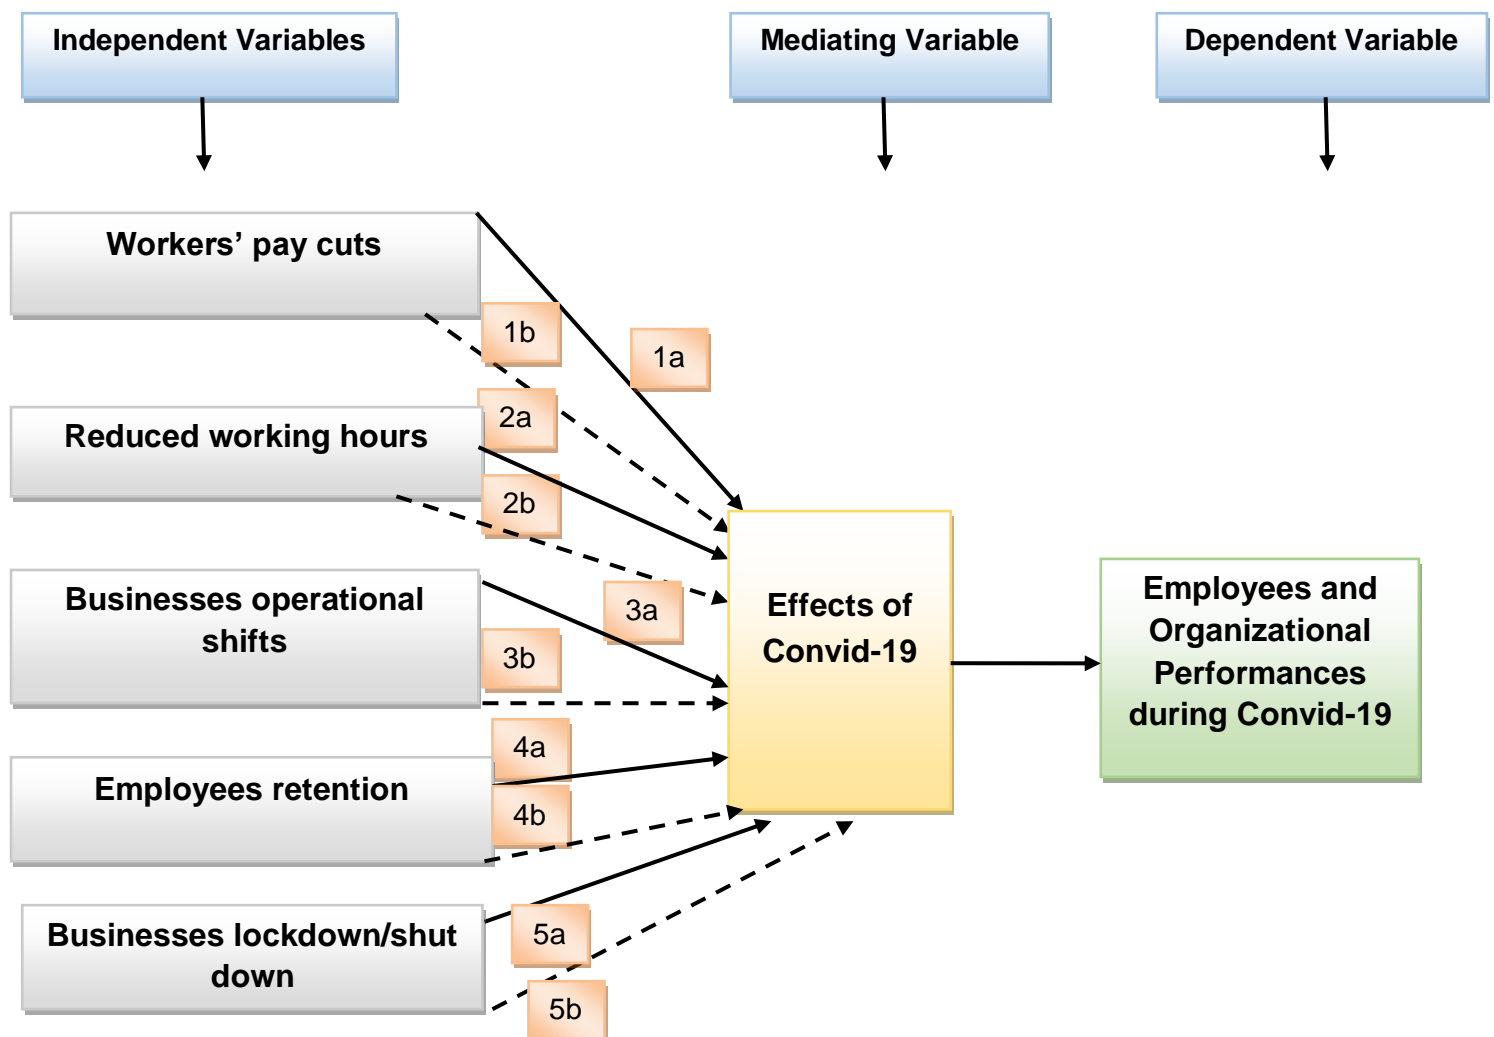 Independent Variables
Mediating Variable
Dependent Variable
Workers’ pay cuts
1b
1a
Reduced working hours
2a
2b
Businesses operational
shifts
3a
3b
Employees retention
4a
4b
Businesses lockdown/shut
down
5a
5b
Effects of
Convid-19
Employees and
Organizational
Performances
during Convid-19